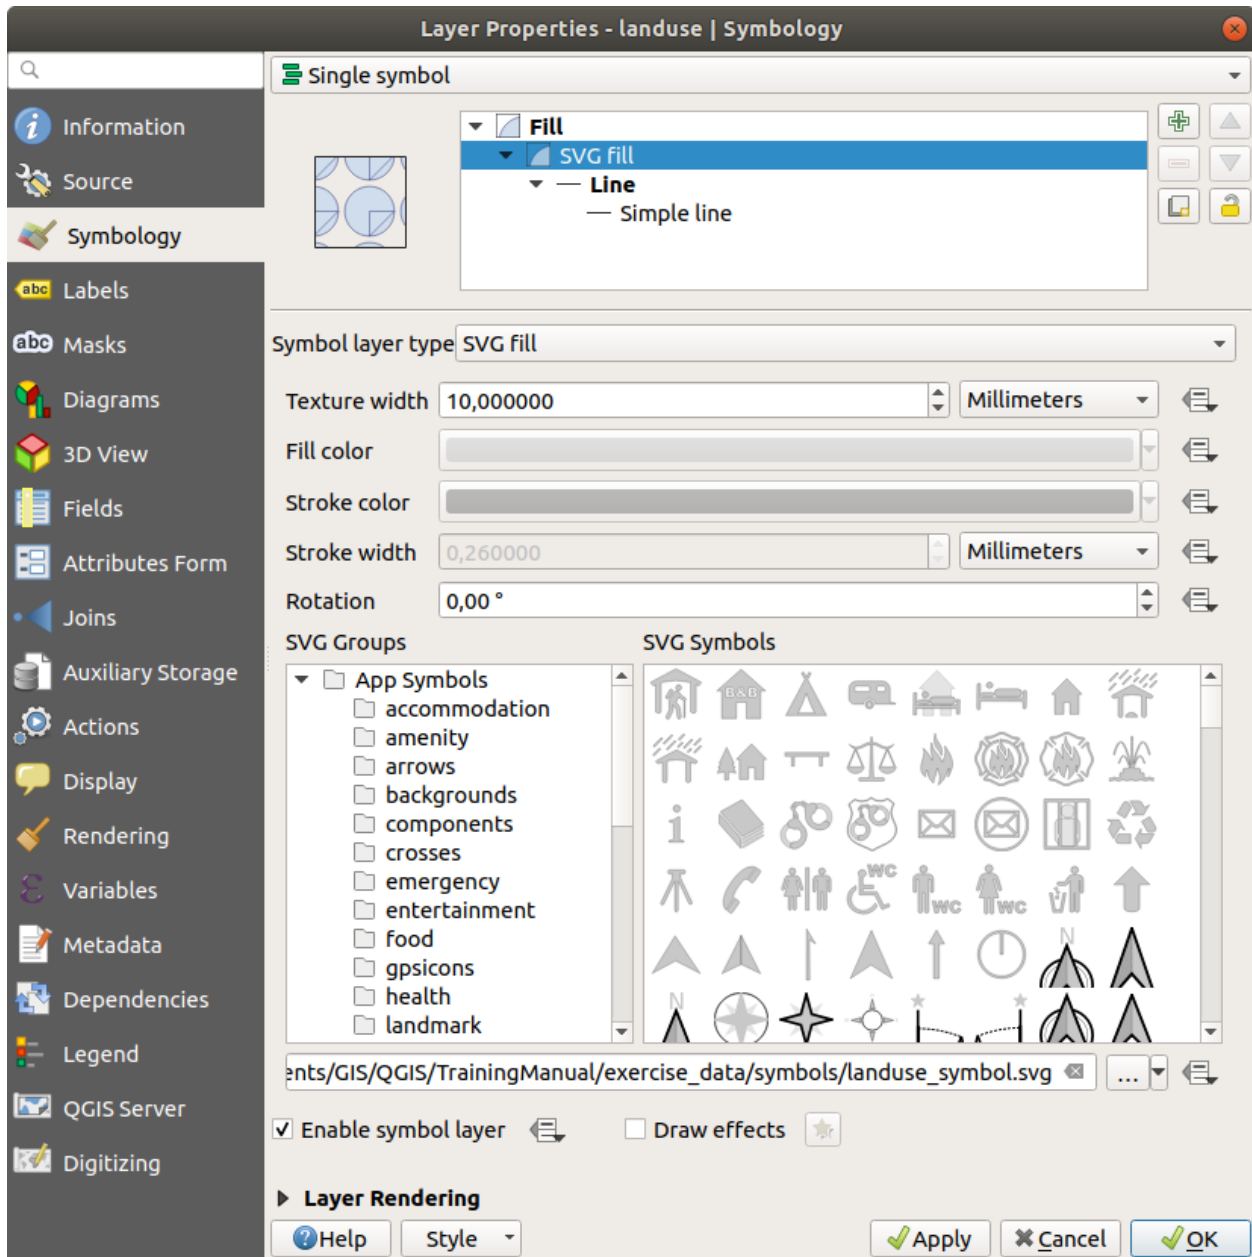 Layer Properties - landuse | Symbology
Single symbol
Information
Source
Symbology
Labels
Masks
Diagrams
3D View
Fields
Attributes Form
Joins
Auxiliary Storage
Actions
Display
Rendering
Variables
Metadata
Dependencies
Legend
QGIS Server
Digitizing
abc
abc
Fill
SVG fill
Line
Simple line
Symbol layer type SVG fill
Texture width 10,000000 Millimeters
Fill color
Stroke color
Stroke width 0,260000 Millimeters
Rotation 0,00 °
SVG Groups
App Symbols
accommodation
amenity
arrows
backgrounds
components
crosses
emergency
entertainment
food
gpsicons
health
landmark
SVG Symbols
B&B
WC
WC
WC
N
N
ents/GIS/QGIS/TrainingManual/exercise_data/symbols/landuse_symbol.svg ...
Enable symbol layer Draw effects
Layer Rendering
Help Style Apply Cancel OK